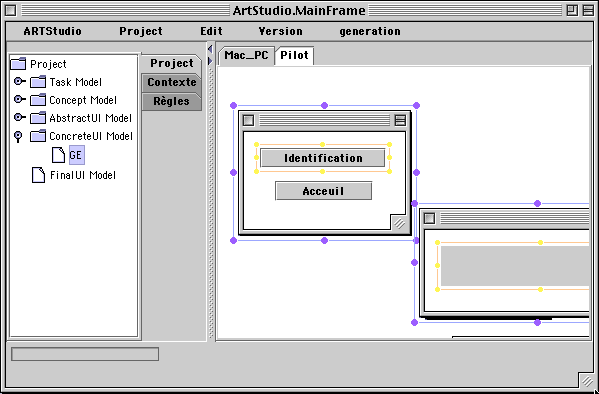 ArtStudio.MainFrame
ARTStudio Project Edit Version generation
Project
Task Model
Concept Model
AbstractUI Model
ConcreteUI Model
GE
FinalUI Model
Project
Contexte
Règles
Mac_PC Pilot
Identification
Acceuil